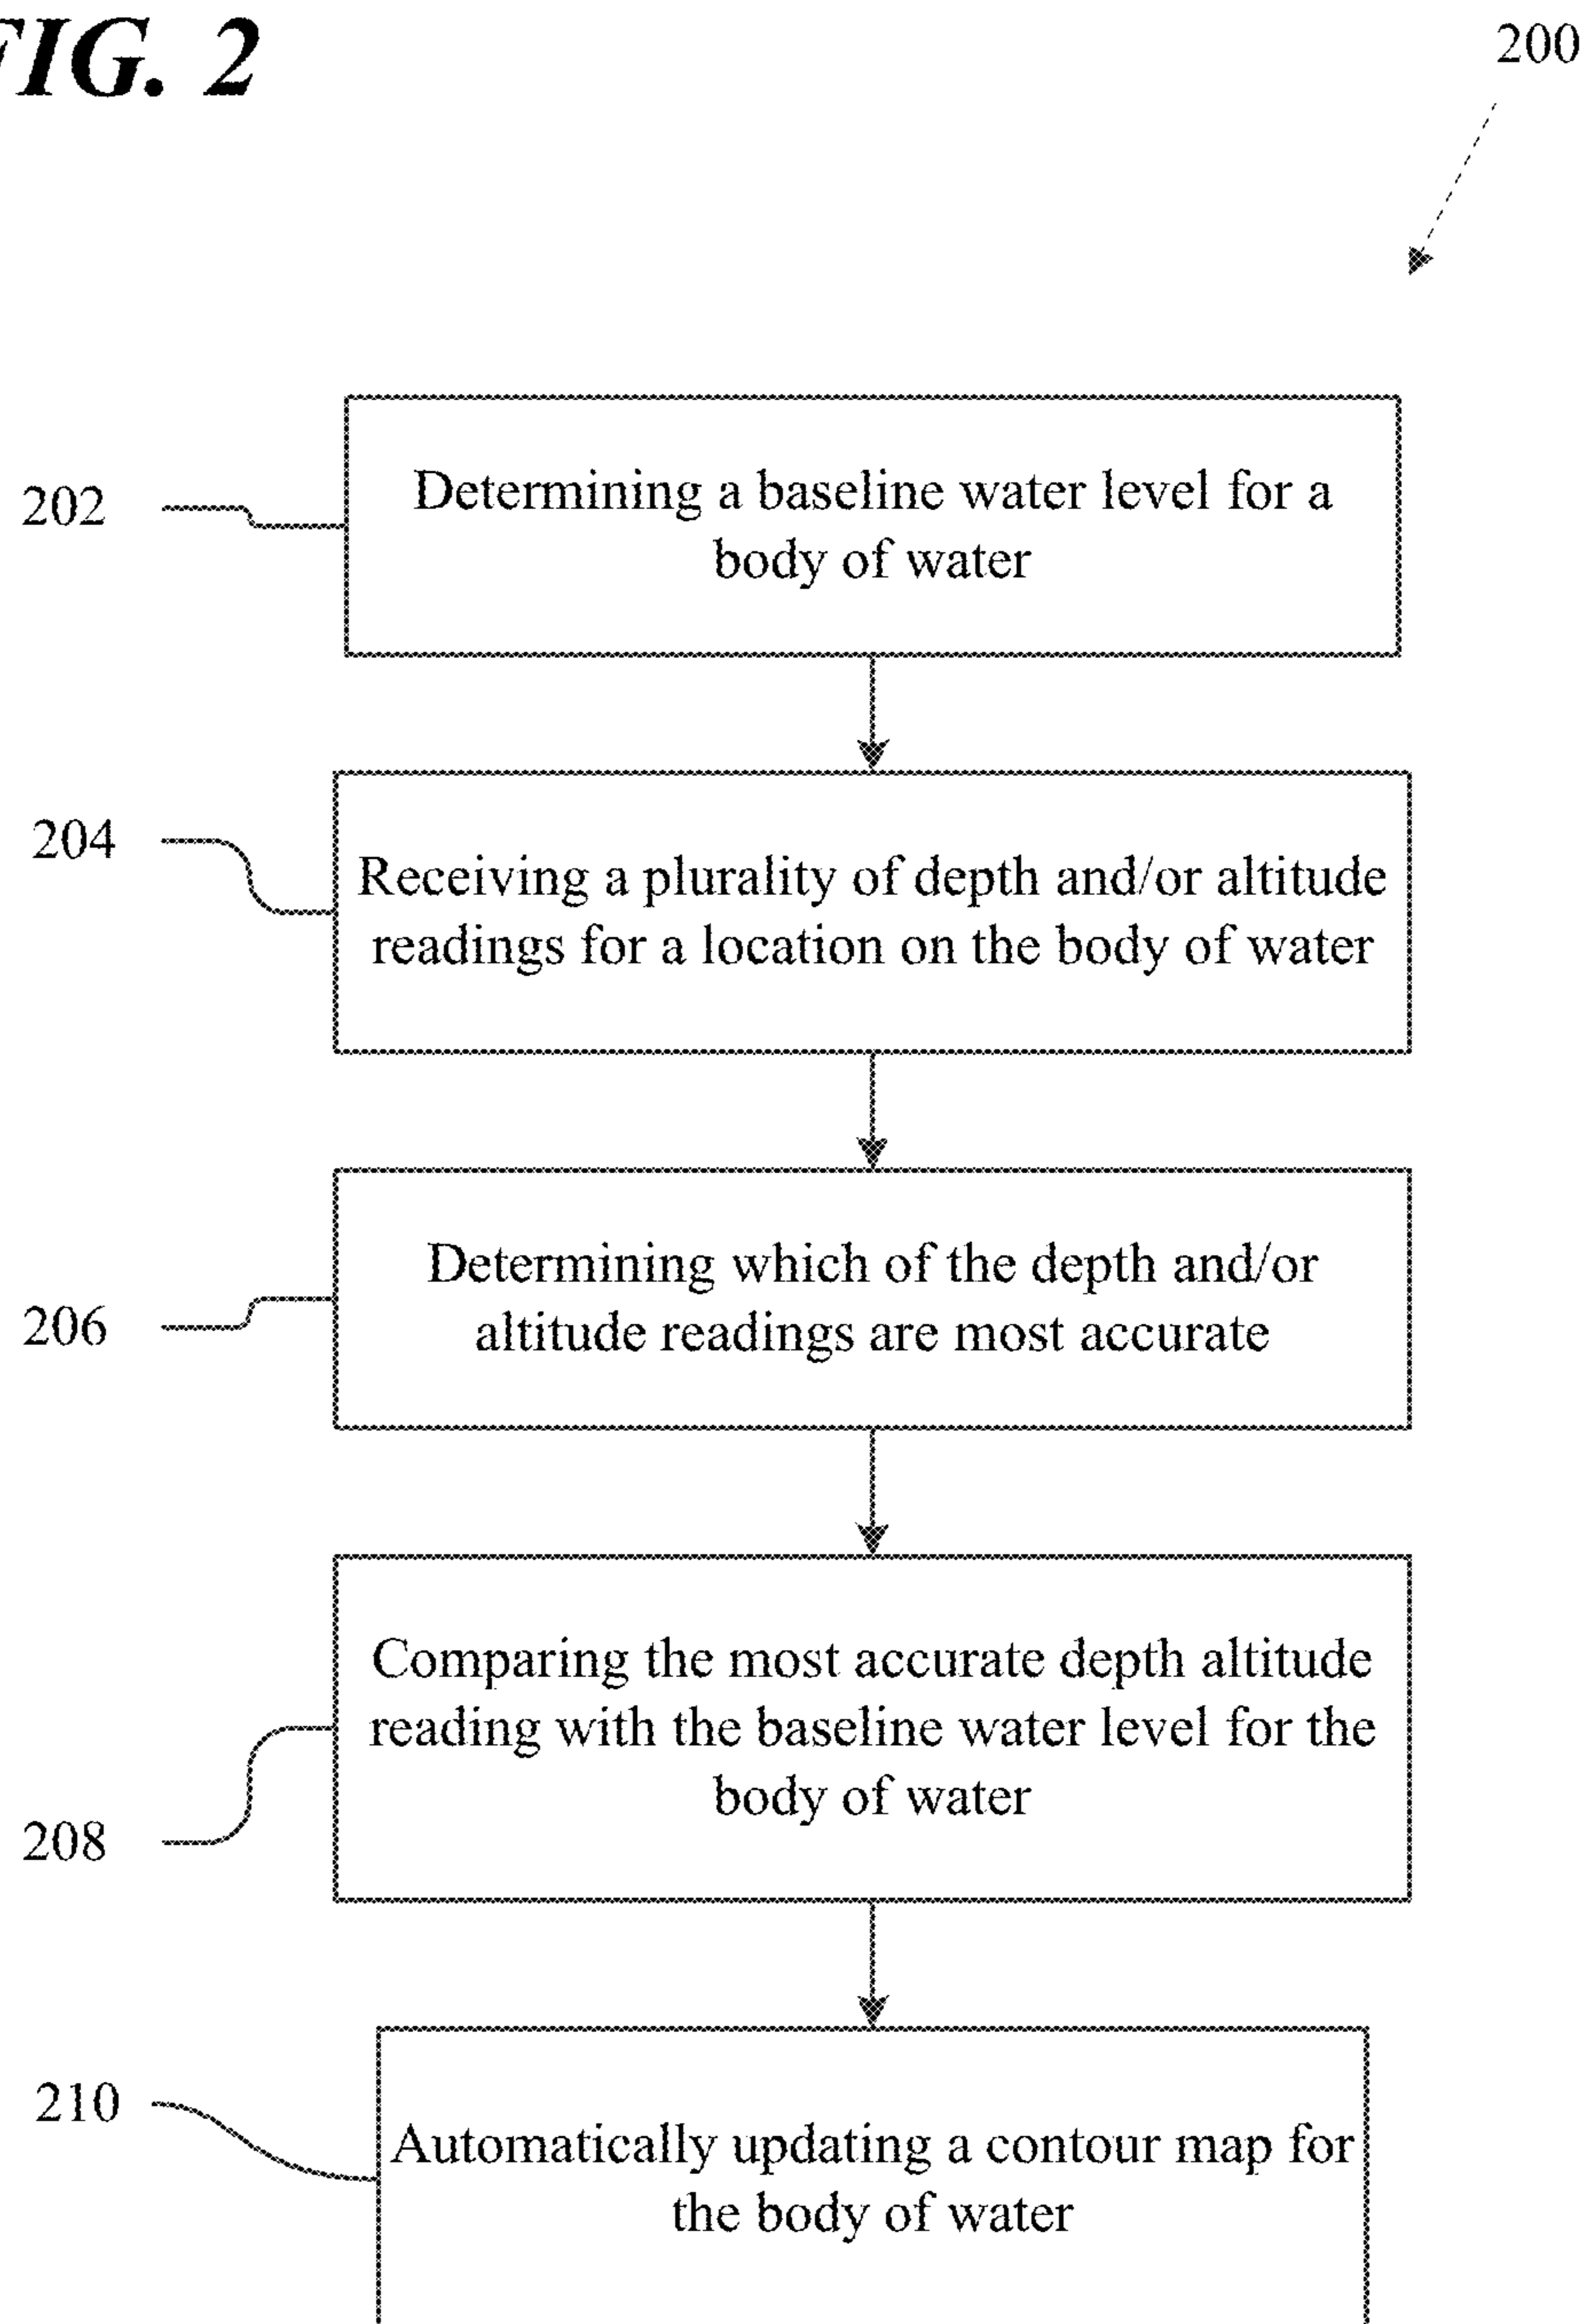 FIG. 2
200
202
Determining a baseline water level for a
body of water
204
Receiving a plurality of depth and/or altitude
readings for a location on the body of water
206
Determining which of the depth and/or
altitude readings are most accurate
208
Comparing the most accurate depth altitude
reading with the baseline water level for the
body of water
210
Automatically updating a contour map for
the body of water